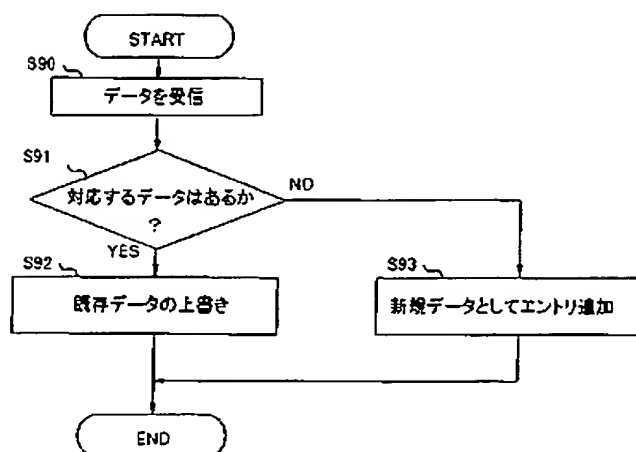 START
S90
データを受信
S91
対応するデータはあるか
?
NO
YES
S92
既存データの上書き
S93
新規データとしてエントリ追加
END